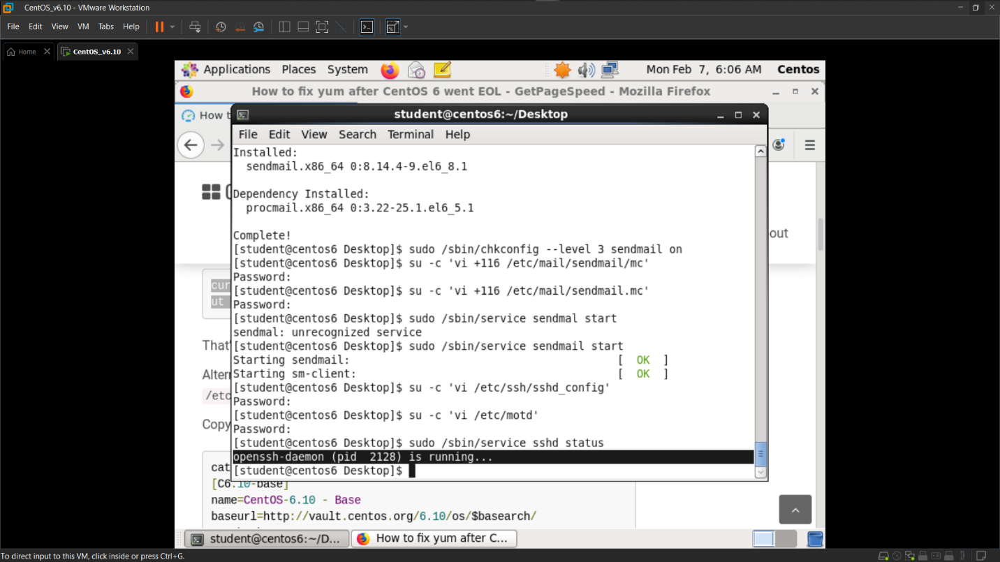 CentOS_v6.10 - VMware Workstation
File Edit View VM Tabs Help
Home CentOS_v6.10
Applications Places System Mon Feb 7, 6:06 AM Centos
How to fix yum after CentOS 6 went EOL - GetPageSpeed - Mozilla Firefox
How t
student@centos6:~/Desktop
File Edit View Search Terminal Help
Installed:
sendmail.x86_64 0:8.14.4-9.el6_8.1
Dependency Installed:
procmail.x86_64 0:3.22-25.1.el6_5.1
out
Complete!
[student@centos6 Desktop]$ sudo /sbin/chkconfig --level 3 sendmail on
[student@centos6 Desktop]$ su -c 'vi +116 /etc/mail/sendmail/mc'
Password:
[student@centos6 Desktop]$ su -c 'vi +116 /etc/mail/sendmail.mc'
Password:
[student@centos6 Desktop]$ sudo /sbin/service sendmal start
sendmal: unrecognized service
[student@centos6 Desktop]$ sudo /sbin/service sendmail start
Starting sendmail: [ OK ]
Starting sm-client: [ OK ]
[student@centos6 Desktop]$ su -c 'vi /etc/ssh/sshd_config'
Password:
[student@centos6 Desktop]$ su -c 'vi /etc/motd'
Password:
[student@centos6 Desktop]$ sudo /sbin/service sshd status
openssh-daemon (pid  2128) is running...
[student@centos6 Desktop]$
cur
ut
That'
Alter
/etc
Copy
cat
[C6.10-base]
name=CentOS-6.10 - Base
baseurl=http://vault.centos.org/6.10/os/$basearch/
student@centos6:~/D... How to fix yum after C...
To direct input to this VM, click inside or press Ctrl+G.